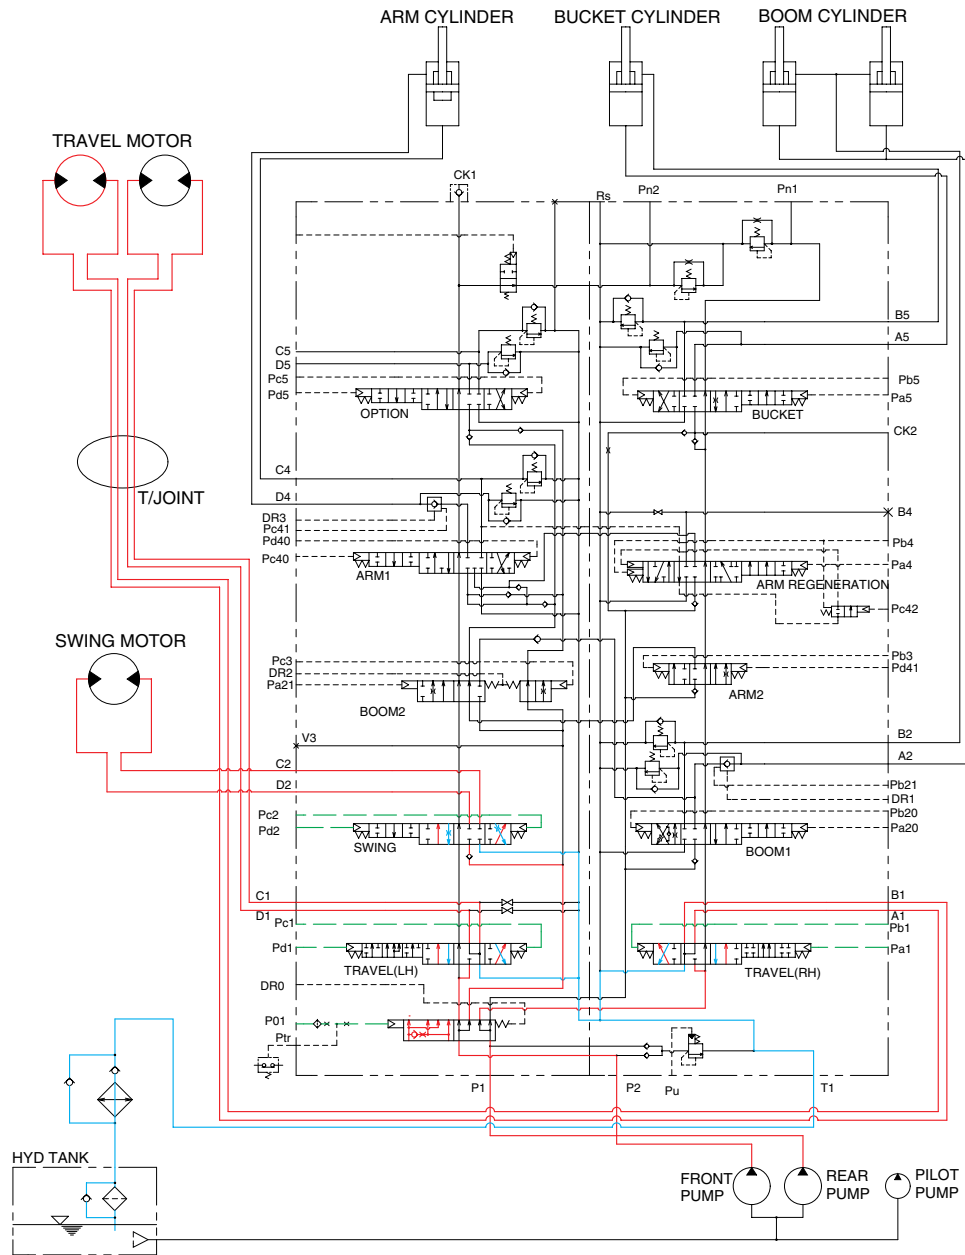 ARM CYLINDER
BUCKET CYLINDER
BOOM CYLINDER
TRAVEL MOTOR
CK1
Rs
Pn2
Pn1
C5
D5
Pc5
Pd5
OPTION
B5
A5
Pb5
Pa5
BUCKET
CK2
T/JOINT
C4
D4
DR3
Pc41
Pd40
Pc40
ARM1
B4
Pb4
Pa4
ARM REGENERATION
Pc42
SWING MOTOR
Pc3
DR2
Pa21
BOOM2
Pb3
Pd41
ARM2
V3
C2
D2
B2
A2
Pb21
DR1
Pb20
Pa20
BOOM1
Pc2
Pd2
SWING
C1
D1
Pc1
Pd1
TRAVEL(LH)
B1
A1
Pb1
Pa1
TRAVEL(RH)
DR0
P01
Ptr
P1
P2
Pu
T1
HYD TANK
FRONT
PUMP
REAR
PUMP
PILOT
PUMP